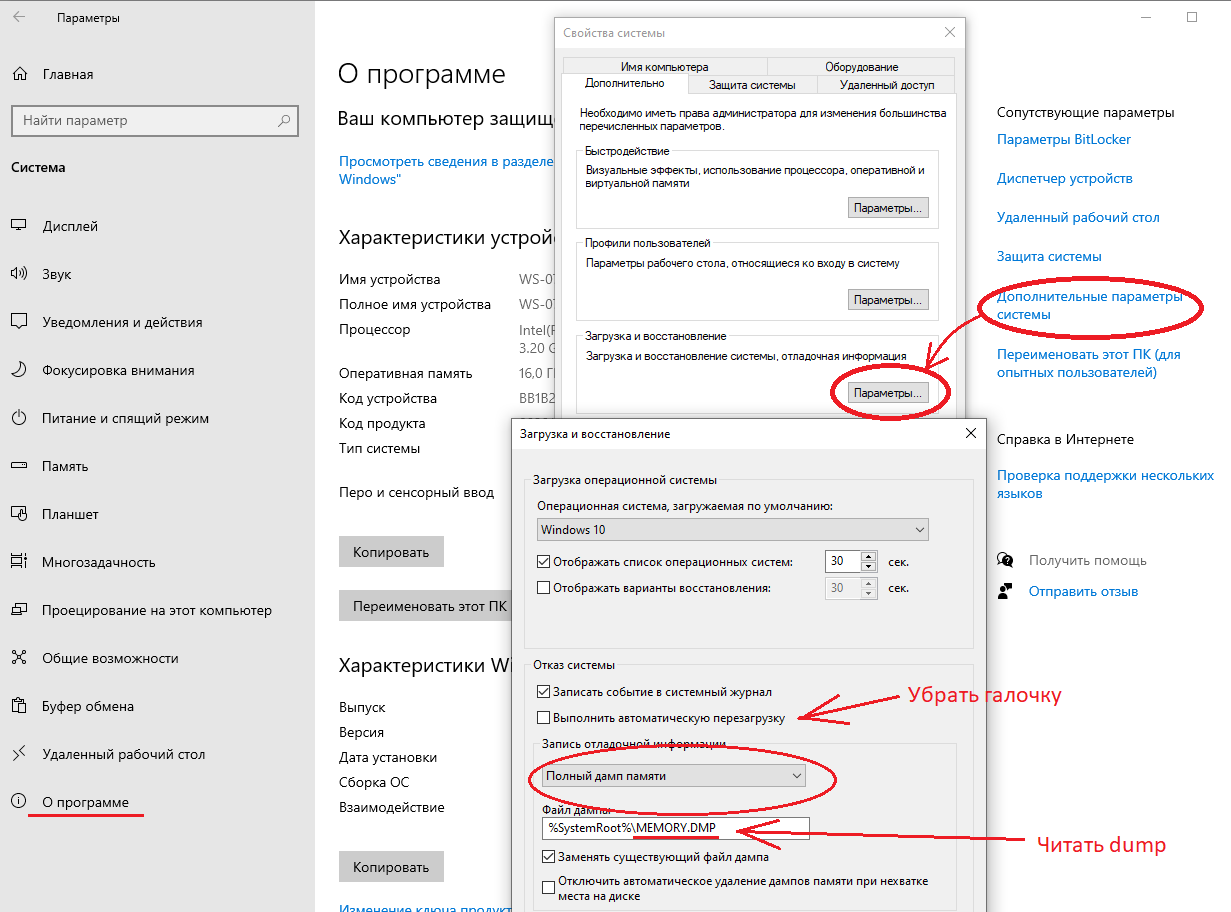 Параметры
Главная
Найти параметр
Система
Дисплей
Звук
Уведомления и действия
Фокусировка внимания
Питание и спящий режим
Память
Планшет
Многозадачность
Проецирование на этот компьютер
Общие возможности
Буфер обмена
Удаленный рабочий стол
О программе
О программе
Ваш компьютер защищ
Просмотреть сведения в разделе
Windows"
Характеристики устрой
Имя устройства WS-07
Полное имя устройства WS-07
Процессор Intel(R
3.20 G
Оперативная память 16,0 Г
Код устройства BB1B2
Код продукта
Тип системы
Перо и сенсорный ввод
Копировать
Переименовать этот ПК
Характеристики Wi
Выпуск
Версия
Дата установки
Сборка ОС
Взаимодействие
Копировать
Изменение ключа продукт
Свойства системы
Имя компьютера Оборудование
Дополнительно Защита системы Удаленный доступ
Необходимо иметь права администратора для изменения большинства
перечисленных параметров.
Быстродействие
Визуальные эффекты, использование процессора, оперативной и
виртуальной памяти
Параметры...
Профили пользователей
Параметры рабочего стола, относящиеся ко входу в систему
Параметры...
Загрузка и восстановление
Загрузка и восстановление системы, отладочная информация
Параметры...
Загрузка и восстановление
Загрузка операционной системы
Операционная система, загружаемая по умолчанию:
Windows 10
Отображать список операционных систем: 30 сек.
Отображать варианты восстановления: 30 сек.
Отказ системы
Записать событие в системный журнал
Выполнить автоматическую перезагрузку
Убрать галочку
Запись отладочной информации
Полный дамп памяти
Файл дампа:
%SystemRoot%\MEMORY.DMP
Читать dump
Заменять существующий файл дампа
Отключить автоматическое удаление дампов памяти при нехватке
места на диске
Сопутствующие параметры
Параметры BitLocker
Диспетчер устройств
Удаленный рабочий стол
Защита системы
Дополнительные параметры
системы
Переименовать этот ПК (для
опытных пользователей)
Справка в Интернете
Проверка поддержки нескольких
языков
Получить помощь
Отправить отзыв